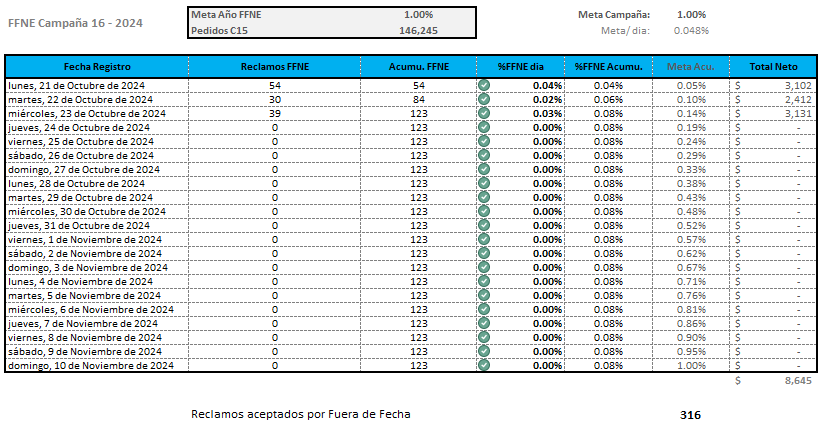 FFNE Campaña 16 - 2024
Meta Año FFNE 1.00%
Pedidos C15 146,245
Meta Campaña: 1.00%
Meta/ dia: 0.048%
Fecha Registro Reclamos FFNE Acumu. FFNE %FFNE dia %FFNE Acumu. Meta Acu. Total Neto
lunes, 21 de Octubre de 2024 54 54 0.04% 0.04% 0.05% $ 3,102
martes, 22 de Octubre de 2024 30 84 0.02% 0.06% 0.10% $ 2,412
miércoles, 23 de Octubre de 2024 39 123 0.03% 0.08% 0.14% $ 3,131
jueves, 24 de Octubre de 2024 0 123 0.00% 0.08% 0.19% $ -
viernes, 25 de Octubre de 2024 0 123 0.00% 0.08% 0.24% $ -
sábado, 26 de Octubre de 2024 0 123 0.00% 0.08% 0.29% $ -
domingo, 27 de Octubre de 2024 0 123 0.00% 0.08% 0.33% $ -
lunes, 28 de Octubre de 2024 0 123 0.00% 0.08% 0.38% $ -
martes, 29 de Octubre de 2024 0 123 0.00% 0.08% 0.43% $ -
miércoles, 30 de Octubre de 2024 0 123 0.00% 0.08% 0.48% $ -
jueves, 31 de Octubre de 2024 0 123 0.00% 0.08% 0.52% $ -
viernes, 1 de Noviembre de 2024 0 123 0.00% 0.08% 0.57% $ -
sábado, 2 de Noviembre de 2024 0 123 0.00% 0.08% 0.62% $ -
domingo, 3 de Noviembre de 2024 0 123 0.00% 0.08% 0.67% $ -
lunes, 4 de Noviembre de 2024 0 123 0.00% 0.08% 0.71% $ -
martes, 5 de Noviembre de 2024 0 123 0.00% 0.08% 0.76% $ -
miércoles, 6 de Noviembre de 2024 0 123 0.00% 0.08% 0.81% $ -
jueves, 7 de Noviembre de 2024 0 123 0.00% 0.08% 0.86% $ -
viernes, 8 de Noviembre de 2024 0 123 0.00% 0.08% 0.90% $ -
sábado, 9 de Noviembre de 2024 0 123 0.00% 0.08% 0.95% $ -
domingo, 10 de Noviembre de 2024 0 123 0.00% 0.08% 1.00% $ -
$ 8,645
Reclamos aceptados por Fuera de Fecha 316